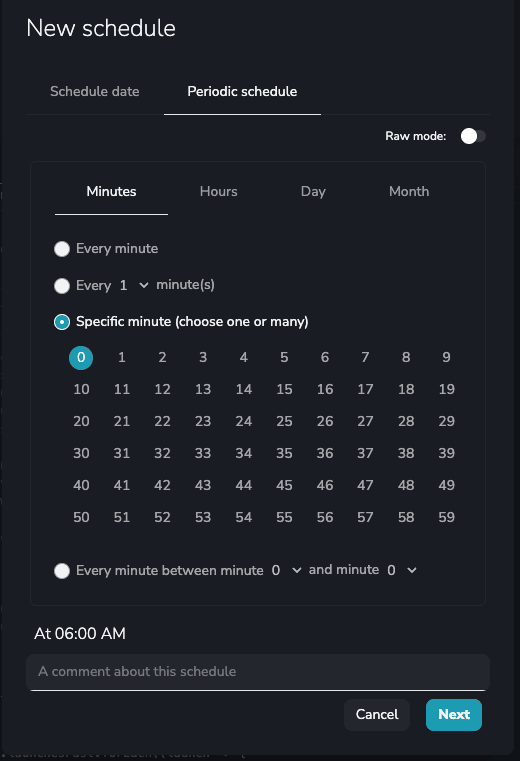 New schedule
Schedule date Periodic schedule
Raw mode:
Minutes Hours Day Month
Every minute
Every 1 minute(s)
Specific minute (choose one or many)
0 1 2 3 4 5 6 7 8 9
10 11 12 13 14 15 16 17 18 19
20 21 22 23 24 25 26 27 28 29
30 31 32 33 34 35 36 37 38 39
40 41 42 43 44 45 46 47 48 49
50 51 52 53 54 55 56 57 58 59
Every minute between minute 0 and minute 0
At 06:00 AM
A comment about this schedule
Cancel Next